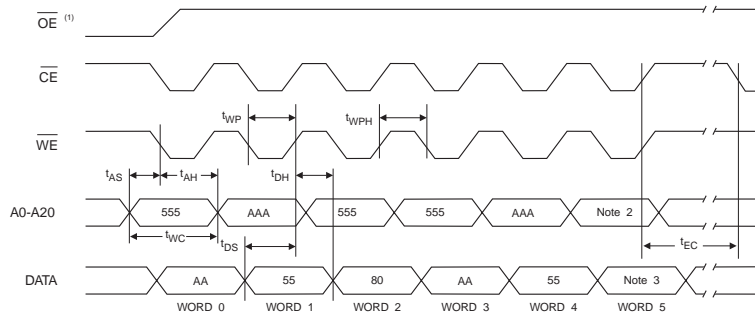 OE (1)
CE
tWP tWPH
WE
tAS tAH tDH
A0-A20 555 AAA 555 555 AAA Note 2
tWC tDS tEC
DATA AA 55 80 AA 55 Note 3
WORD 0 WORD 1 WORD 2 WORD 3 WORD 4 WORD 5